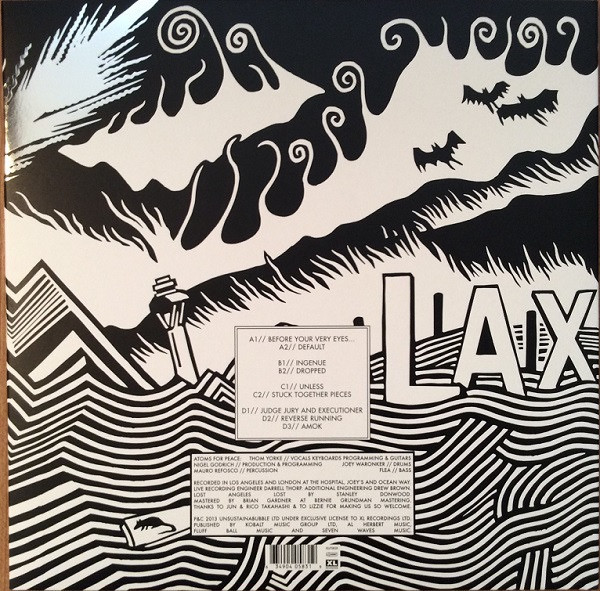 LAX
A1// BEFORE YOUR VERY EYES...
A2// DEFAULT
B1// INGENUE
B2// DROPPED
C1// UNLESS
C2// STUCK TOGETHER PIECES
D1// JUDGE JURY AND EXECUTIONER
D2// REVERSE RUNNING
D3// AMOK
ATOMS FOR PEACE: THOM YORKE // VOCALS KEYBOARDS PROGRAMMING & GUITARS
NIGEL GODRICH // PRODUCTION & PROGRAMMING JOEY WARONKER // DRUMS
MAURO REFOSCO // PERCUSSION FLEA // BASS
RECORDED IN LOS ANGELES AND LONDON AT THE HOSPITAL, JOEY'S AND OCEAN WAY
LIVE RECORDING ENGINEER DARRELL THORP. ADDITIONAL ENGINEERING DREW BROWN.
LOST ANGELES LOST BY STANLEY DONWOOD
MASTERED BY BRIAN GARDNER AT BERNIE GRUNDMAN MASTERING
THANKS TO JUN & RICO TAKAHASHI & TO LIZZIE FOR MAKING US SO WELCOME.
P&C 2013 UNSUSTAINABUBBLE LTD UNDER EXCLUSIVE LICENSE TO XL RECORDINGS LTD.
PUBLISHED BY KOBALT MUSIC GROUP LTD, AL HERBERT MUSIC,
FLUFF BALL MUSIC AND SEVEN WAVES MUSIC
34904 05831
XL